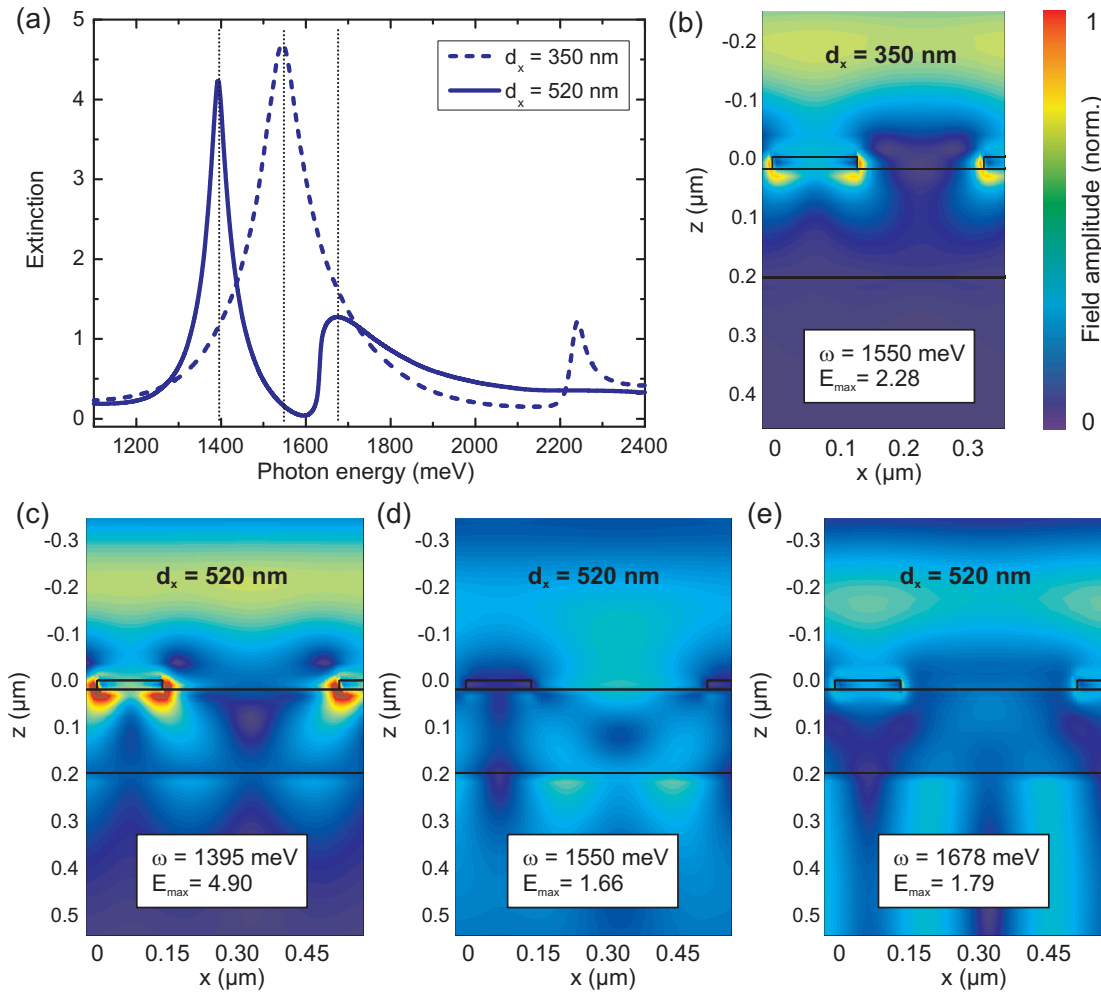 (a)
5
4
3
2
1
0
Extinction
1200 1400 1600 1800 2000 2200 2400
Photon energy (meV)
dx = 350 nm
dx = 520 nm
(b)
-0.2
-0.1
0.0
0.1
0.2
0.3
0.4
z (µm)
dx = 350 nm
ω = 1550 meV
Emax= 2.28
0 0.1 0.3
x (µm)
1
0
Field amplitude (norm.)
(c)
-0.3
-0.2
-0.1
0.0
0.1
0.2
0.3
0.4
0.5
z (µm)
dx = 520 nm
ω = 1395 meV
Emax= 4.90
0 0.15 0.30 0.45
x (µm)
(d)
-0.3
-0.2
-0.1
0.0
0.1
0.2
0.3
0.4
0.5
z (µm)
dx = 520 nm
ω = 1550 meV
Emax= 1.66
0 0.15 0.30 0.45
x (µm)
(e)
-0.3
-0.2
-0.1
0.0
0.1
0.2
0.3
0.4
0.5
z (µm)
dx = 520 nm
ω = 1678 meV
Emax= 1.79
0 0.15 0.30 0.45
x (µm)